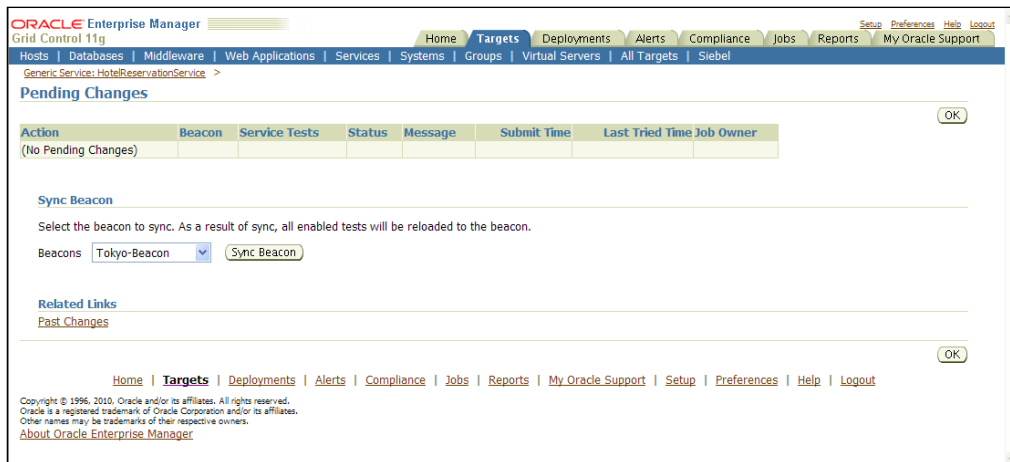 ORACLE Enterprise Manager
Grid Control 11g
Setup Preferences Help Logout
Home Targets Deployments Alerts Compliance Jobs Reports My Oracle Support
Hosts | Databases | Middleware | Web Applications | Services | Systems | Groups | Virtual Servers | All Targets | Siebel
Generic Service: HotelReservationService >
Pending Changes
OK
Action Beacon Service Tests Status Message Submit Time Last Tried Time Job Owner
(No Pending Changes)
Sync Beacon
Select the beacon to sync. As a result of sync, all enabled tests will be reloaded to the beacon.
Beacons Tokyo-Beacon Sync Beacon
Related Links
Past Changes
OK
Home | Targets | Deployments | Alerts | Compliance | Jobs | Reports | My Oracle Support | Setup | Preferences | Help | Logout
Copyright © 1996, 2010, Oracle and/or its affiliates. All rights reserved.
Oracle is a registered trademark of Oracle Corporation and/or its affiliates.
Other names may be trademarks of their respective owners.
About Oracle Enterprise Manager